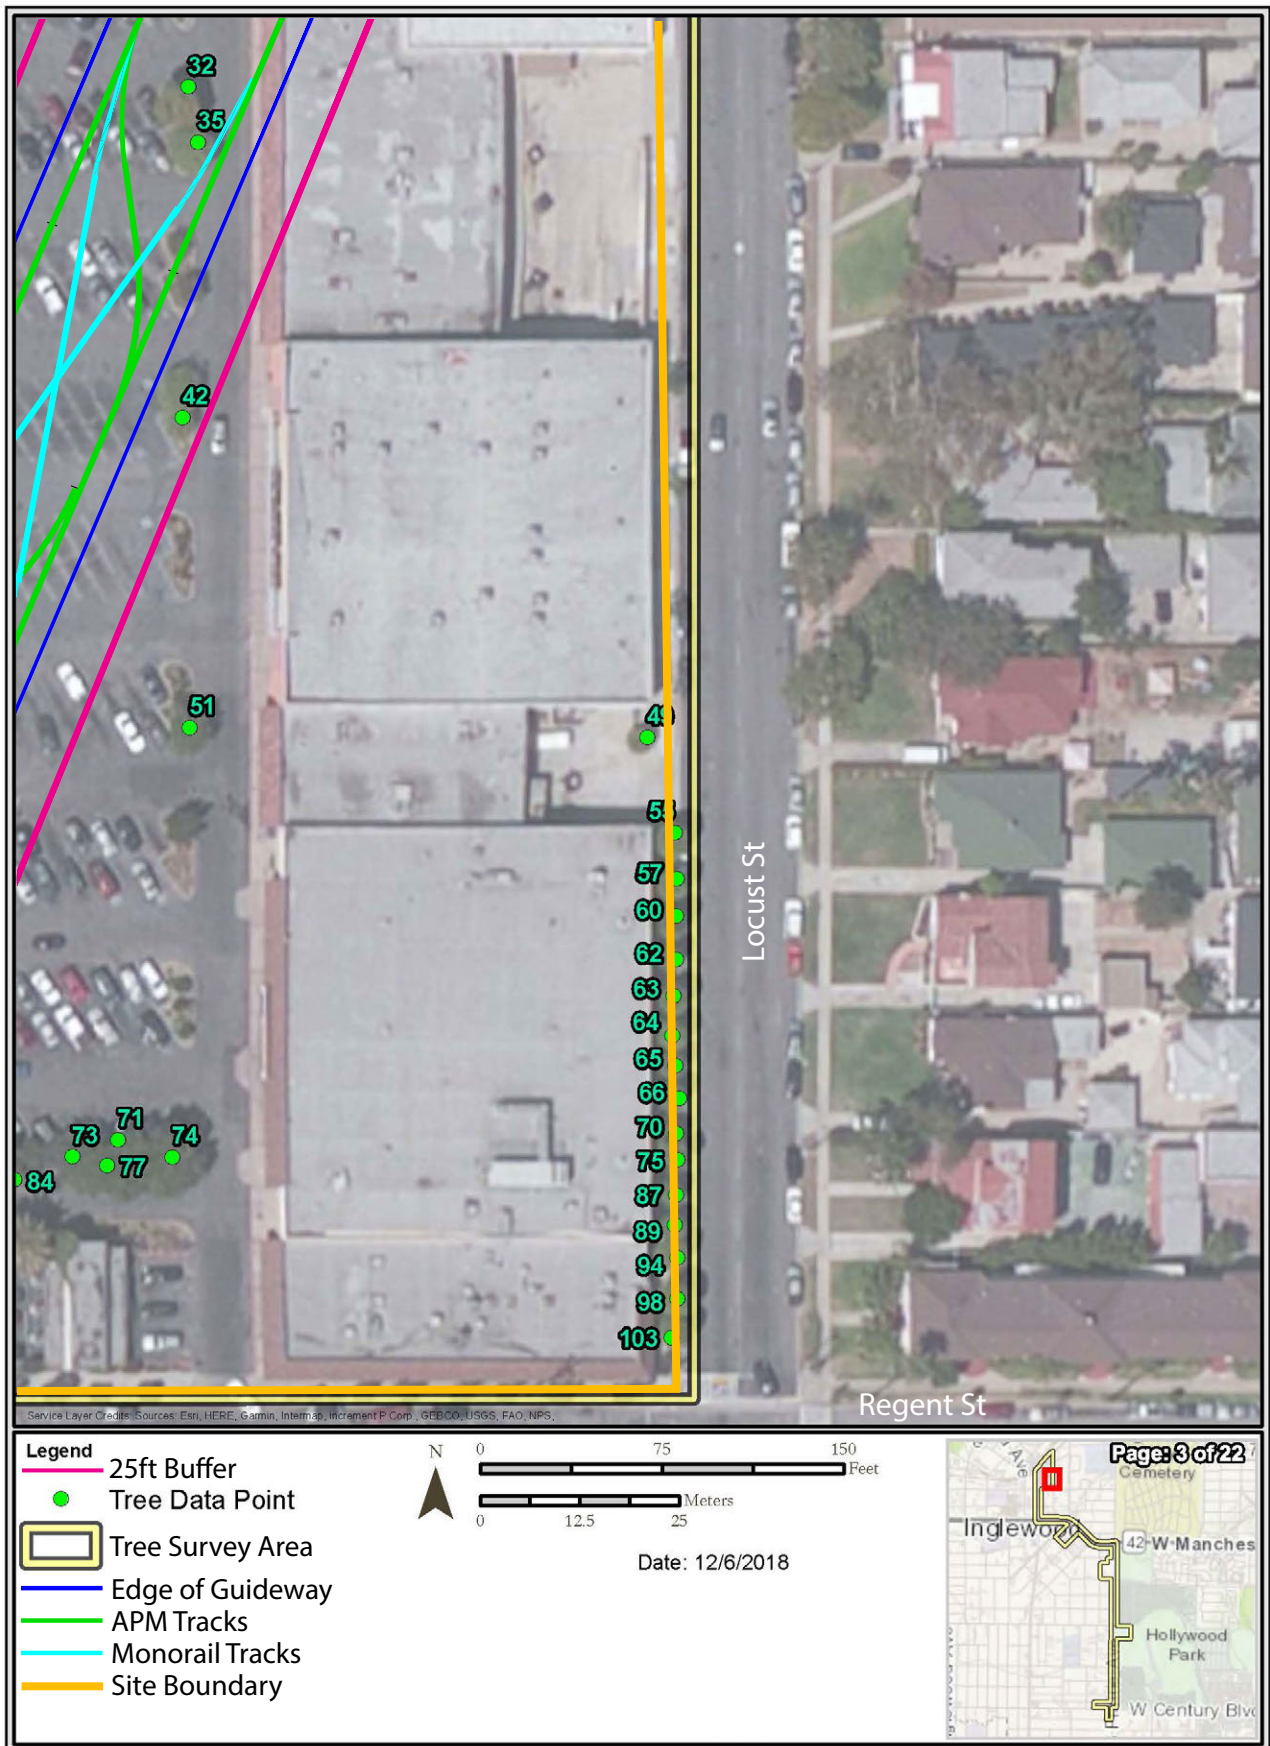 32
35
42
51
49
55
57
60
62
63
64
65
66
70
75
87
89
94
98
103
71
73
74
77
84
Locust St
Regent St
Service Layer Credits: Sources: Esri, HERE, Garmin, Intermap, increment P Corp., GEBCO, USGS, FAO, NPS,
Legend
25ft Buffer
Tree Data Point
Tree Survey Area
Edge of Guideway
APM Tracks
Monorail Tracks
Site Boundary
N
0 75 150
Feet
Meters
0 12.5 25
Date: 12/6/2018
Page: 3 of 22
Ave
Cemetery
Inglewood
42 W Manches
Hollywood
Park
W Century Blv